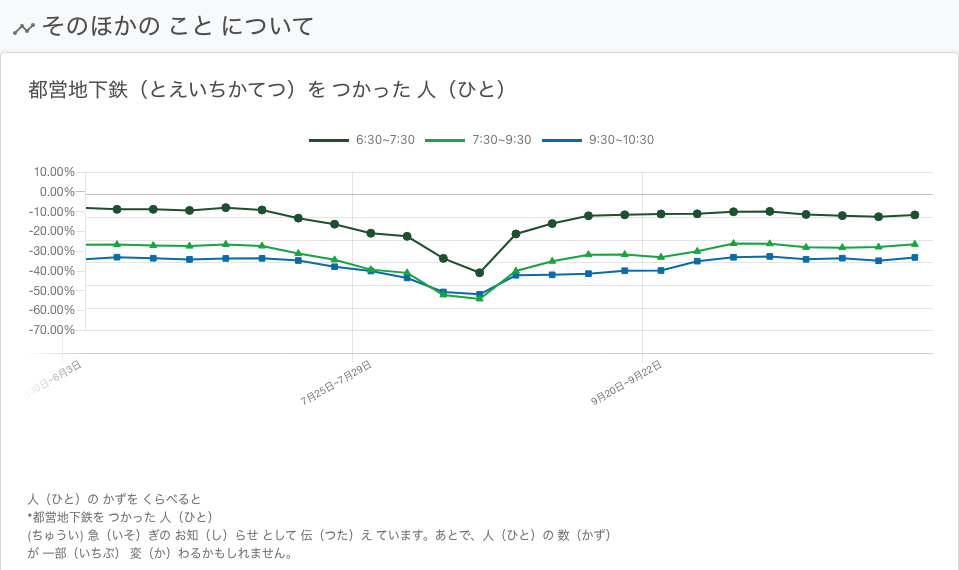 そのほかの こと について
都営地下鉄（とえいちかてつ）を つかった 人（ひと）
6:30~7:30 7:30~9:30 9:30~10:30
10.00%
0.00%
-10.00%
-20.00%
-30.00%
-40.00%
-50.00%
-60.00%
-70.00%
30日~6月3日 7月25日~7月29日 9月20日~9月22日
人（ひと）の かずを くらべると
*都営地下鉄を つかった 人（ひと）
(ちゅうい) 急（いそ）ぎの お知（し）らせ として 伝（つた）え ています。あとで、人（ひと）の 数（かず）
が 一部（いちぶ） 変（か）わるかもしれません。